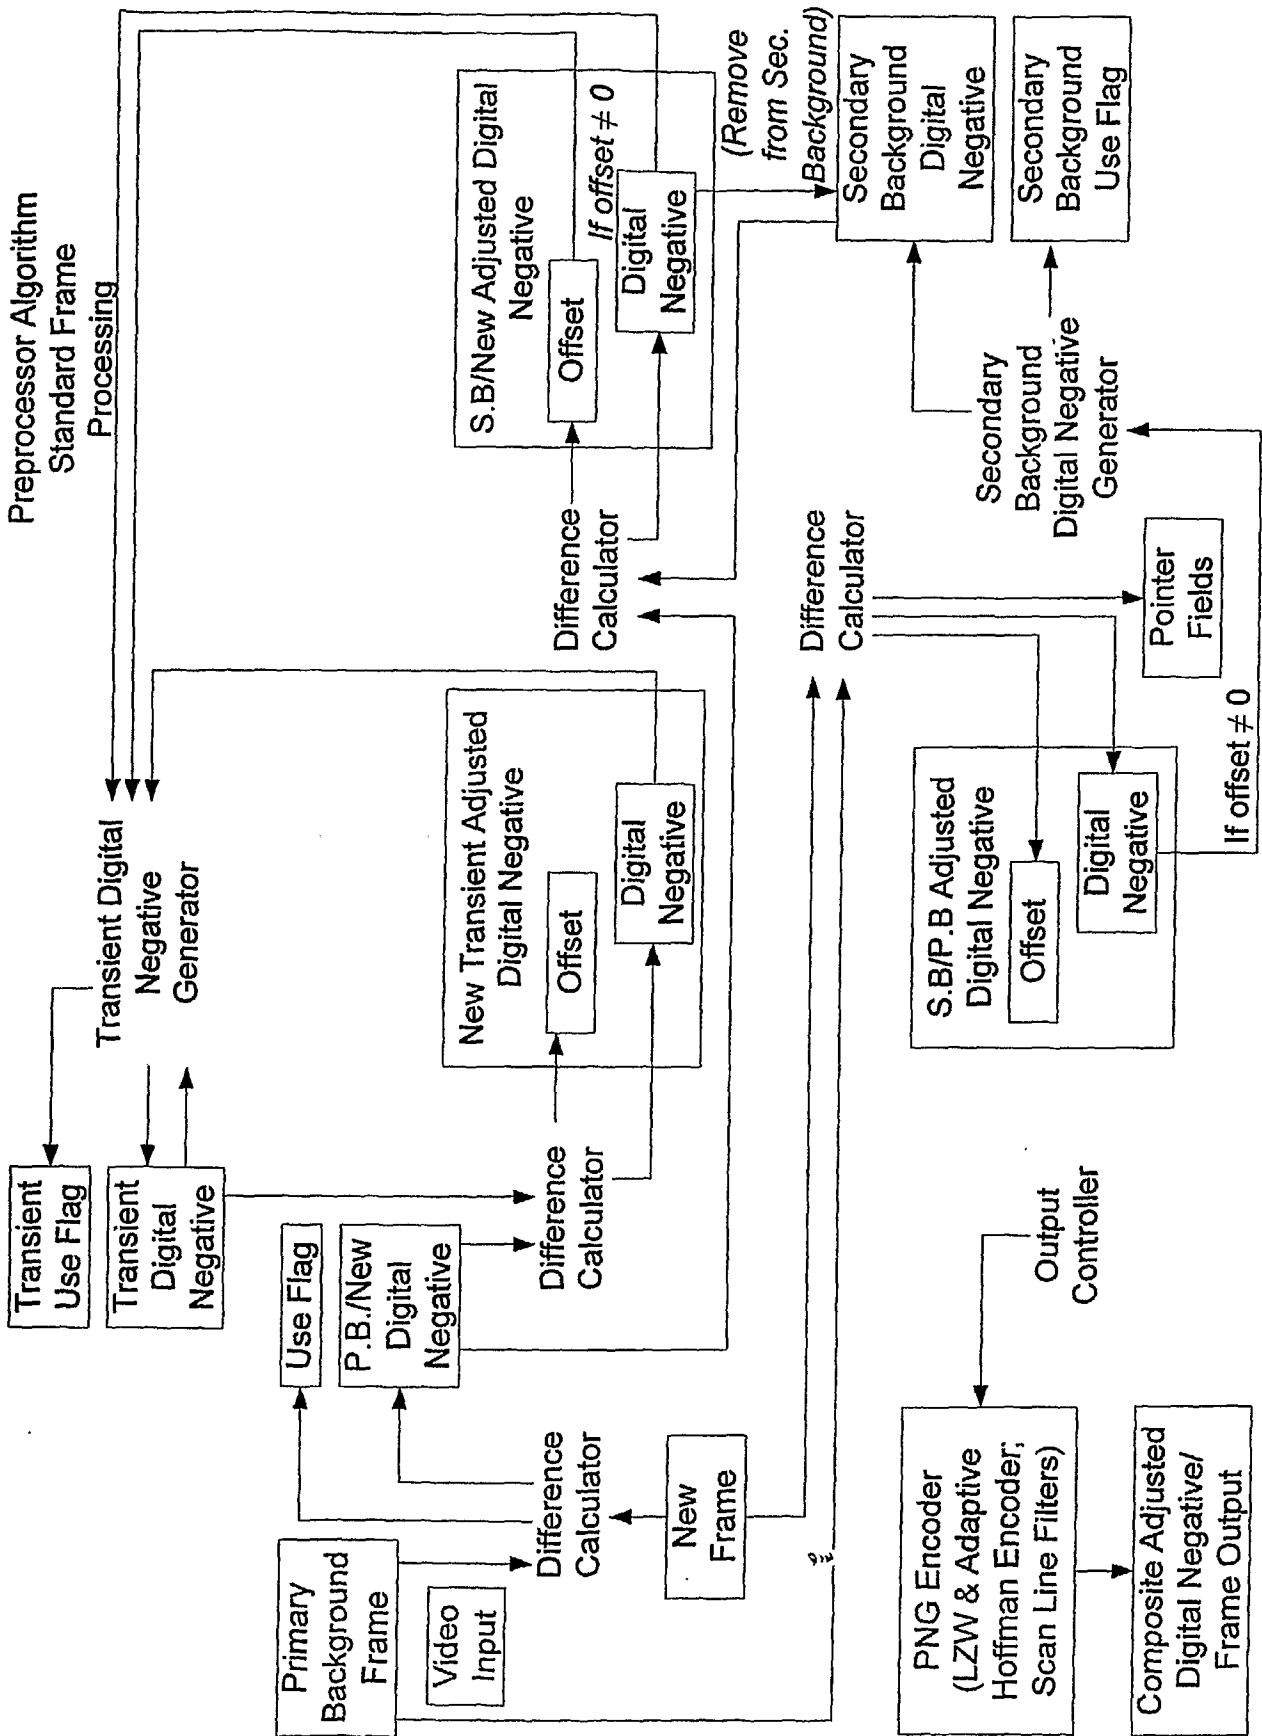 Preprocessor Algorithm
Standard Frame
Processing
Transient
Use Flag
Transient
Digital
Negative
Transient Digital
Negative
Generator
Primary
Background
Frame
Video
Input
Use Flag
P.B./New
Digital
Negative
Difference
Calculator
New
Frame
Difference
Calculator
New Transient Adjusted
Digital Negative
Offset
Digital
Negative
Difference
Calculator
S.B/New Adjusted Digital
Negative
Offset
If offset ≠ 0
Digital
Negative
(Remove
from Sec.
Background)
Secondary
Background
Digital
Negative
Secondary
Background
Use Flag
Difference
Calculator
Pointer
Fields
Secondary
Background
Digital Negative
Generator
S.B/P.B Adjusted
Digital Negative
Offset
Digital
Negative
If offset ≠ 0
Output
Controller
PNG Encoder
(LZW & Adaptive
Hoffman Encoder;
Scan Line Filters)
Composite Adjusted
Digital Negative/
Frame Output